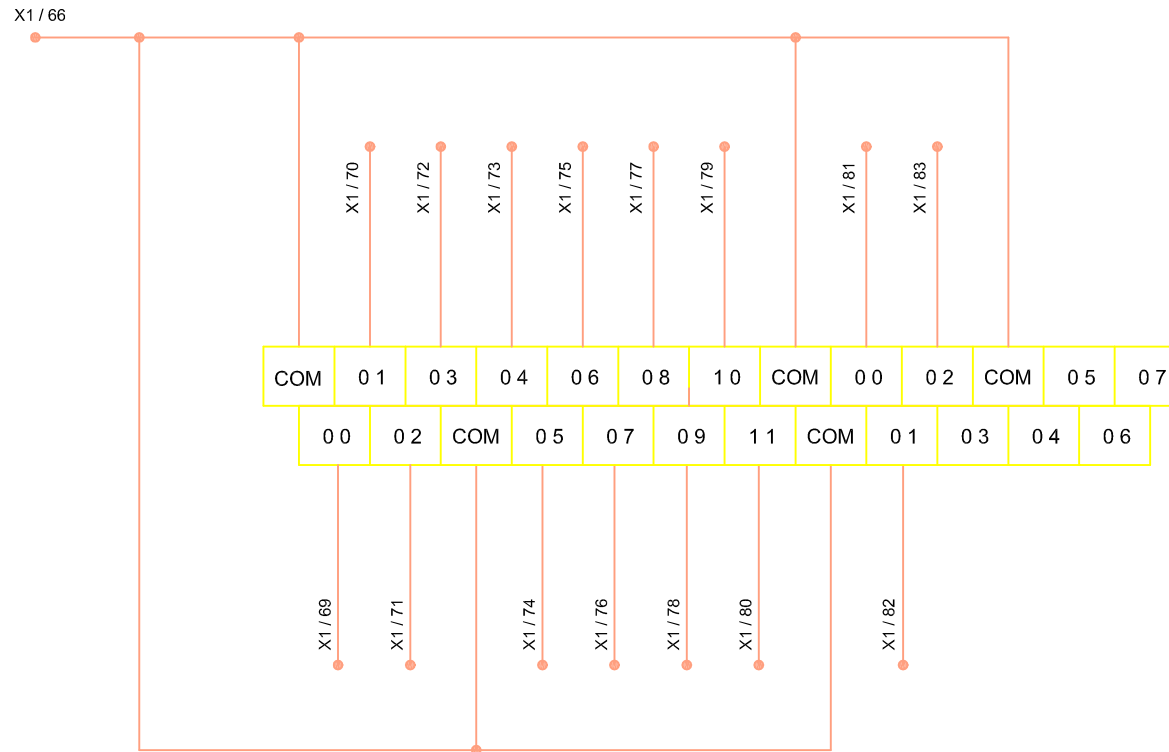 X1 / 66
X1 / 70 X1 / 72 X1 / 73 X1 / 75 X1 / 77 X1 / 79 X1 / 81 X1 / 83
COM 0 1 0 3 0 4 0 6 0 8 1 0 COM 0 0 0 2 COM 0 5 0 7
0 0 0 2 COM 0 5 0 7 0 9 1 1 COM 0 1 0 3 0 4 0 6
X1 / 69 X1 / 71 X1 / 74 X1 / 76 X1 / 78 X1 / 80 X1 / 82